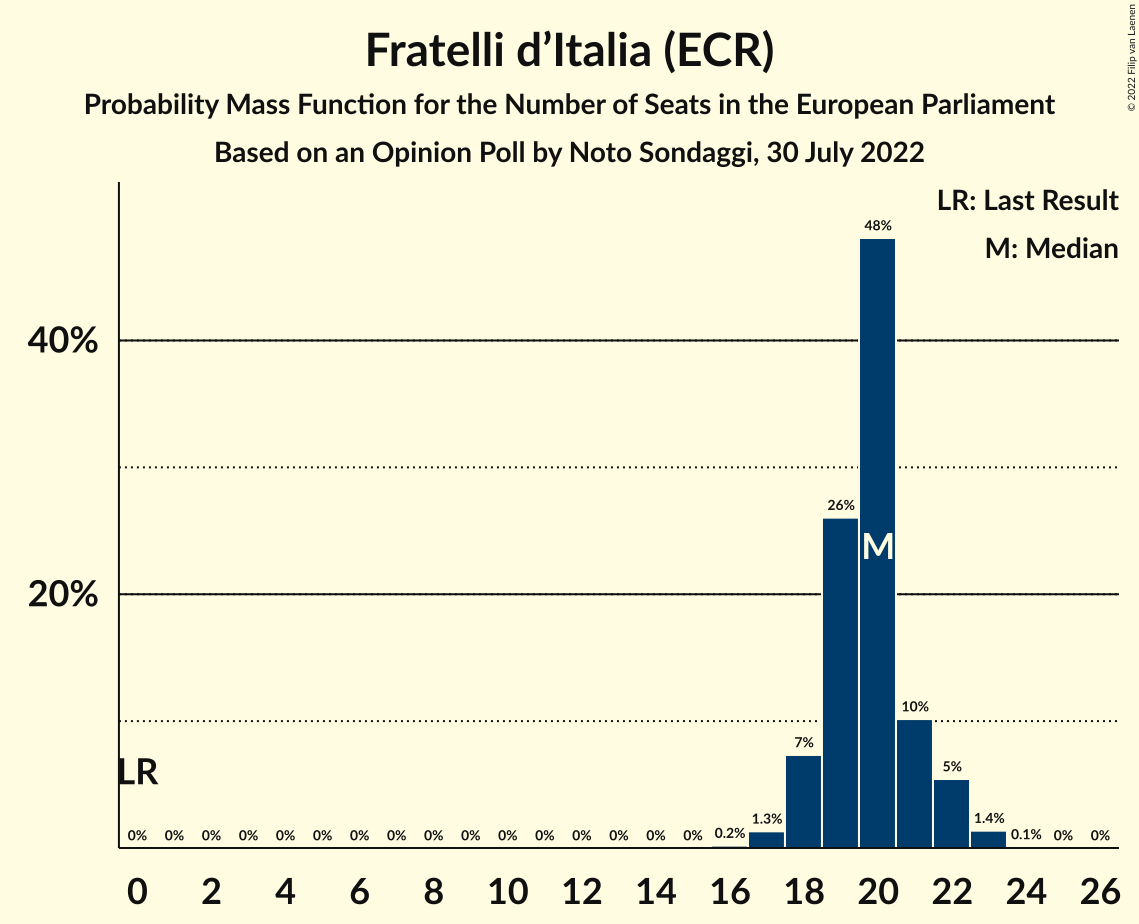 Fratelli d’Italia (ECR)
Probability Mass Function for the Number of Seats in the European Parliament
Based on an Opinion Poll by Noto Sondaggi, 30 July 2022
© 2022 Filip van Laenen
LR: Last Result
M: Median
48%
40%
26%
M
20%
10%
7%
5%
LR
0% 0% 0% 0% 0% 0% 0% 0% 0% 0% 0% 0% 0% 0% 0% 0% 0.2% 1.3% 1.4% 0.1% 0% 0%
0 2 4 6 8 10 12 14 16 18 20 22 24 26